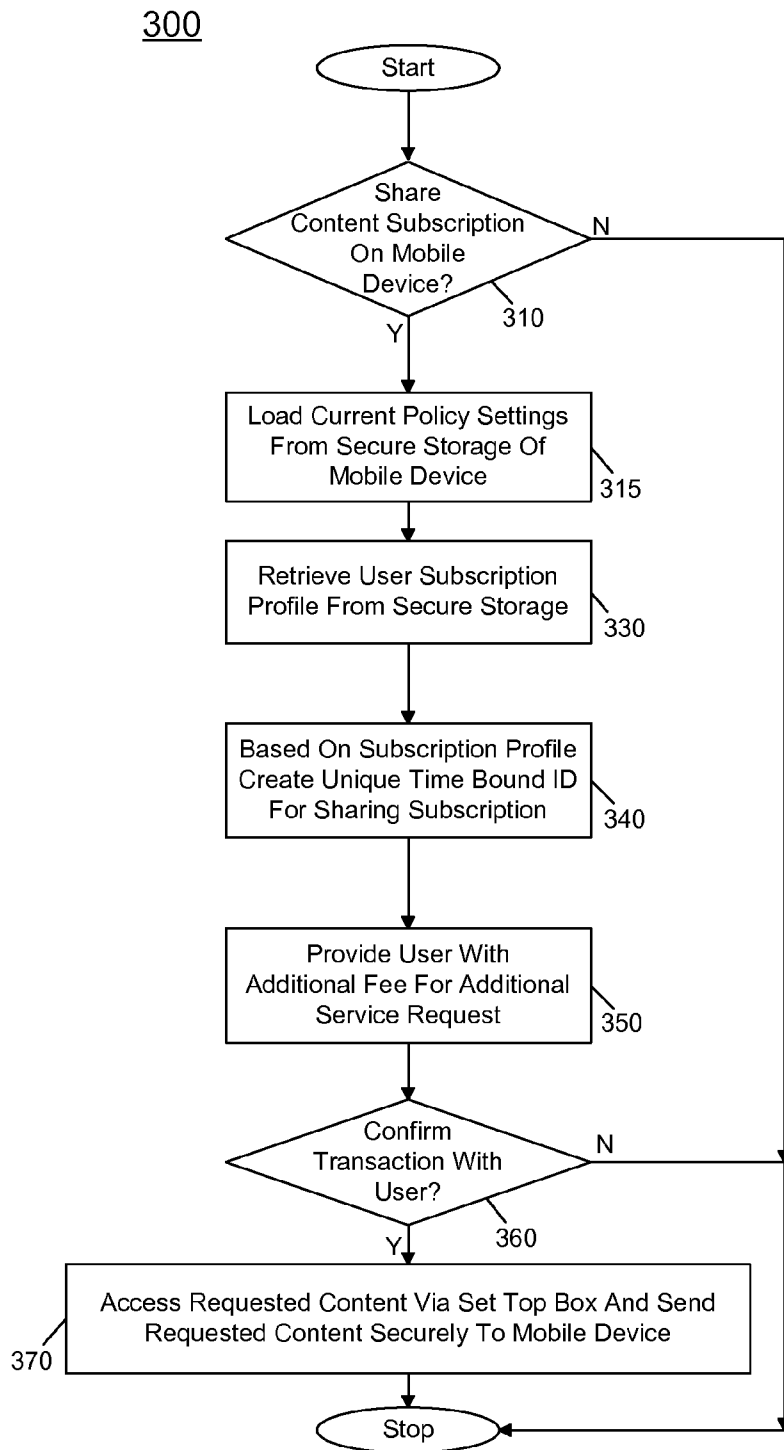 300
Start
Share
Content Subscription
On Mobile
Device?
N
310
Y
Load Current Policy Settings
From Secure Storage Of
Mobile Device
315
Retrieve User Subscription
Profile From Secure Storage
330
Based On Subscription Profile
Create Unique Time Bound ID
For Sharing Subscription
340
Provide User With
Additional Fee For Additional
Service Request
350
Confirm
Transaction With
User?
N
360
Y
Access Requested Content Via Set Top Box And Send
Requested Content Securely To Mobile Device
370
Stop